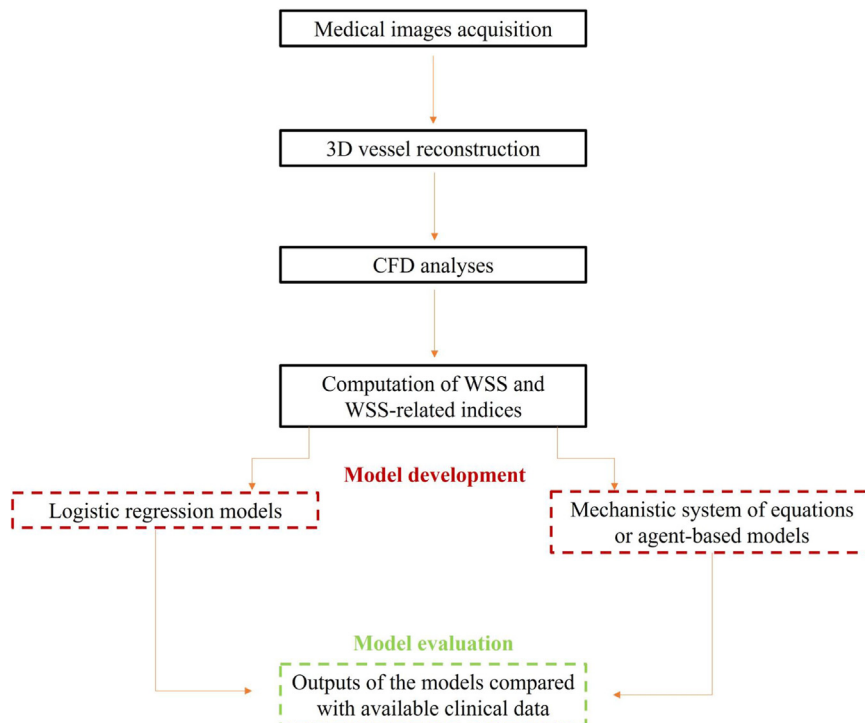 Medical images acquisition
3D vessel reconstruction
CFD analyses
Computation of WSS and
WSS-related indices
Model development
Logistic regression models
Mechanistic system of equations
or agent-based models
Model evaluation
Outputs of the models compared
with available clinical data